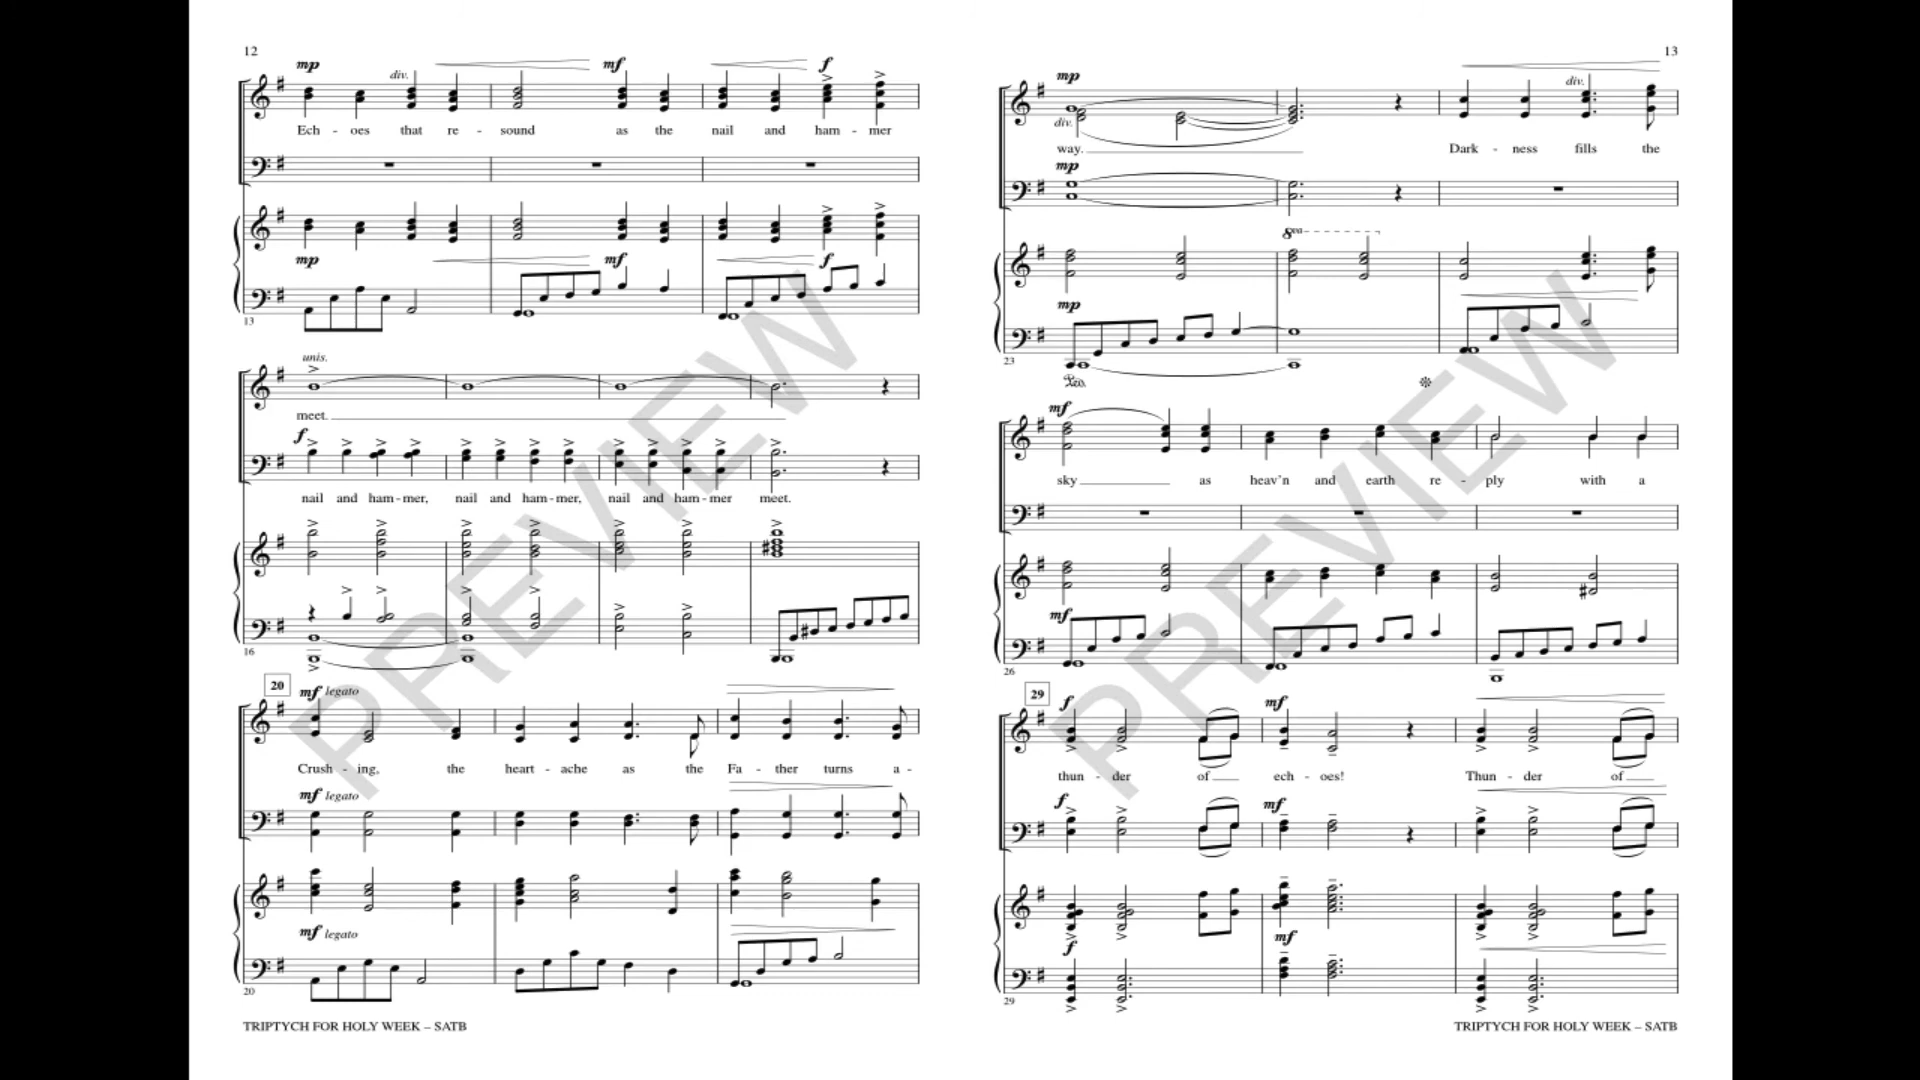 12
mp div. mf f
Ech - oes that re - sound as the nail and ham - mer
mp mf f
13
unis.
meet.
f
nail and ham - mer, nail and ham - mer, nail and ham - mer meet.
16
20 mf legato
Crush - ing, the heart - ache as the Fa - ther turns a -
mf legato
mf legato
20
TRIPTYCH FOR HOLY WEEK – SATB
PREVIEW
13
mp div.
div.
way. Dark - ness fills the
mp
8va
mp
23
Ped.
mf
sky as heav'n and earth re - ply with a
mf
26
29 f mf
thun - der of ech - oes! Thun - der of
f mf
f mf
29
TRIPTYCH FOR HOLY WEEK – SATB
PREVIEW